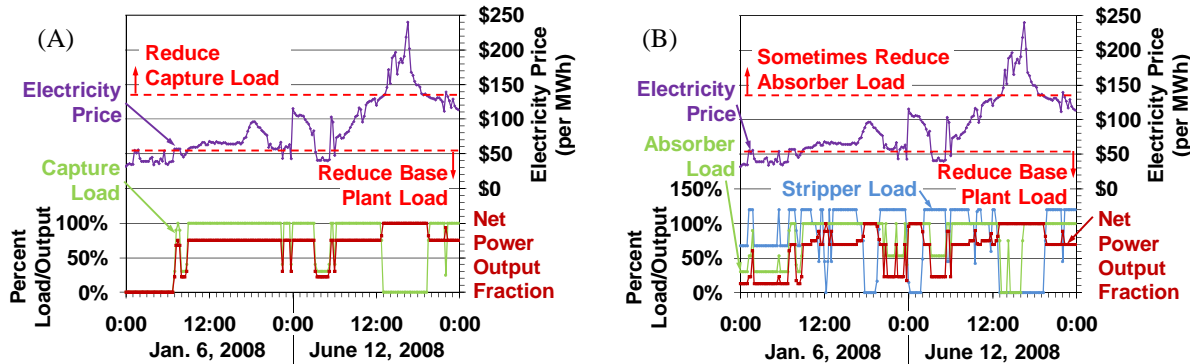 (A)
Reduce
Capture Load
Electricity
Price
Capture
Load
Reduce Base
Plant Load
$250
$200
$150
$100
$50
$0
Electricity Price
(per MWh)
100%
50%
0%
Percent
Load/Output
Net
Power
Output
Fraction
0:00
12:00
0:00
12:00
0:00
Jan. 6, 2008
June 12, 2008
(B)
Sometimes Reduce
Absorber Load
Electricity
Price
Absorber
Load
Reduce Base
Plant Load
Stripper Load
$250
$200
$150
$100
$50
$0
Electricity Price
(per MWh)
150%
100%
50%
0%
Percent
Load/Output
Net
Power
Output
Fraction
0:00
12:00
0:00
12:00
0:00
Jan. 6, 2008
June 12, 2008